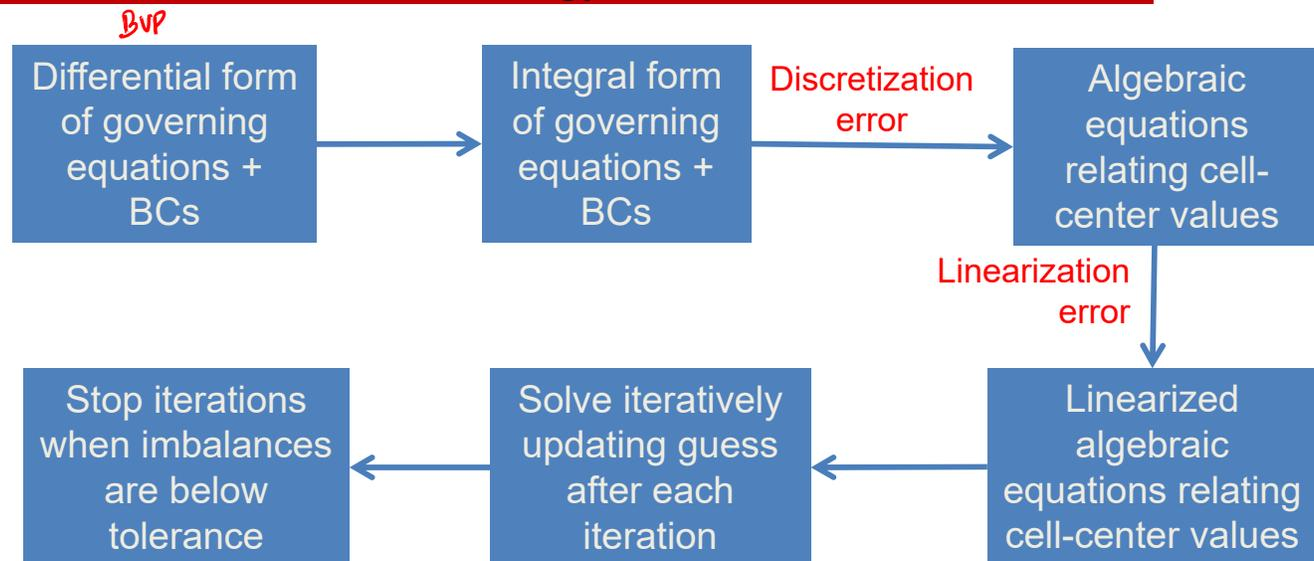 BVP
Differential form
of governing
equations +
BCs
Integral form
of governing
equations +
BCs
Discretization
error
Algebraic
equations
relating cell-
center values
Linearization
error
Stop iterations
when imbalances
are below
tolerance
Solve iteratively
updating guess
after each
iteration
Linearized
algebraic
equations relating
cell-center values